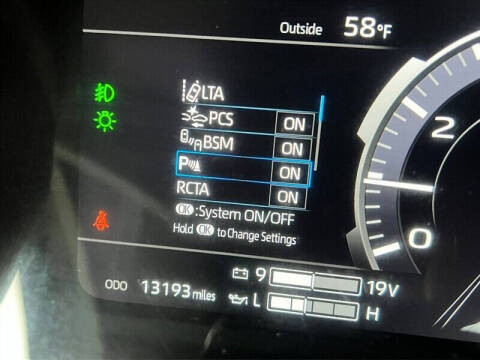 Outside 58°F
LTA
PCS ON
BSM ON
P ON
RCTA ON
OK :System ON/OFF
Hold OK to Change Settings
2
0
9 19V
ODO 13193 miles
L H